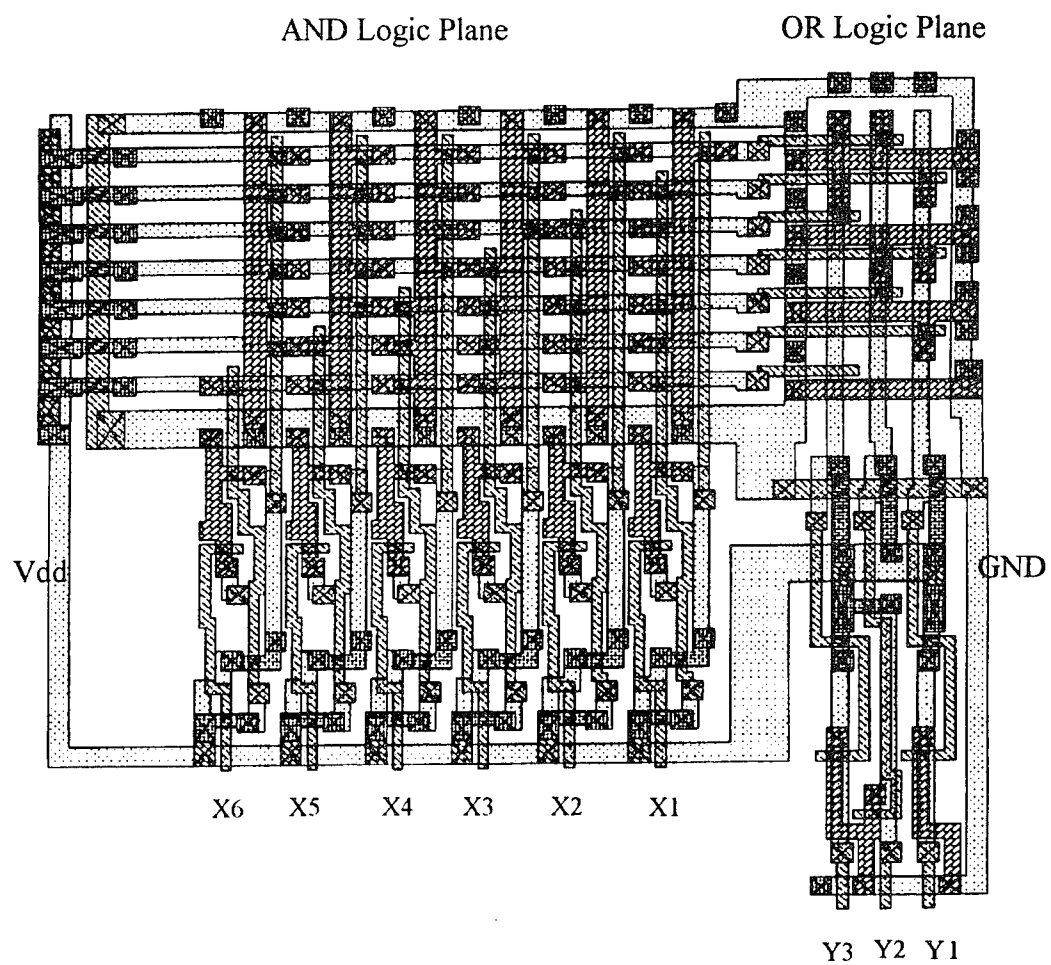 AND Logic Plane
OR Logic Plane
Vdd
GND
X6 X5 X4 X3 X2 X1
Y3 Y2 Y1